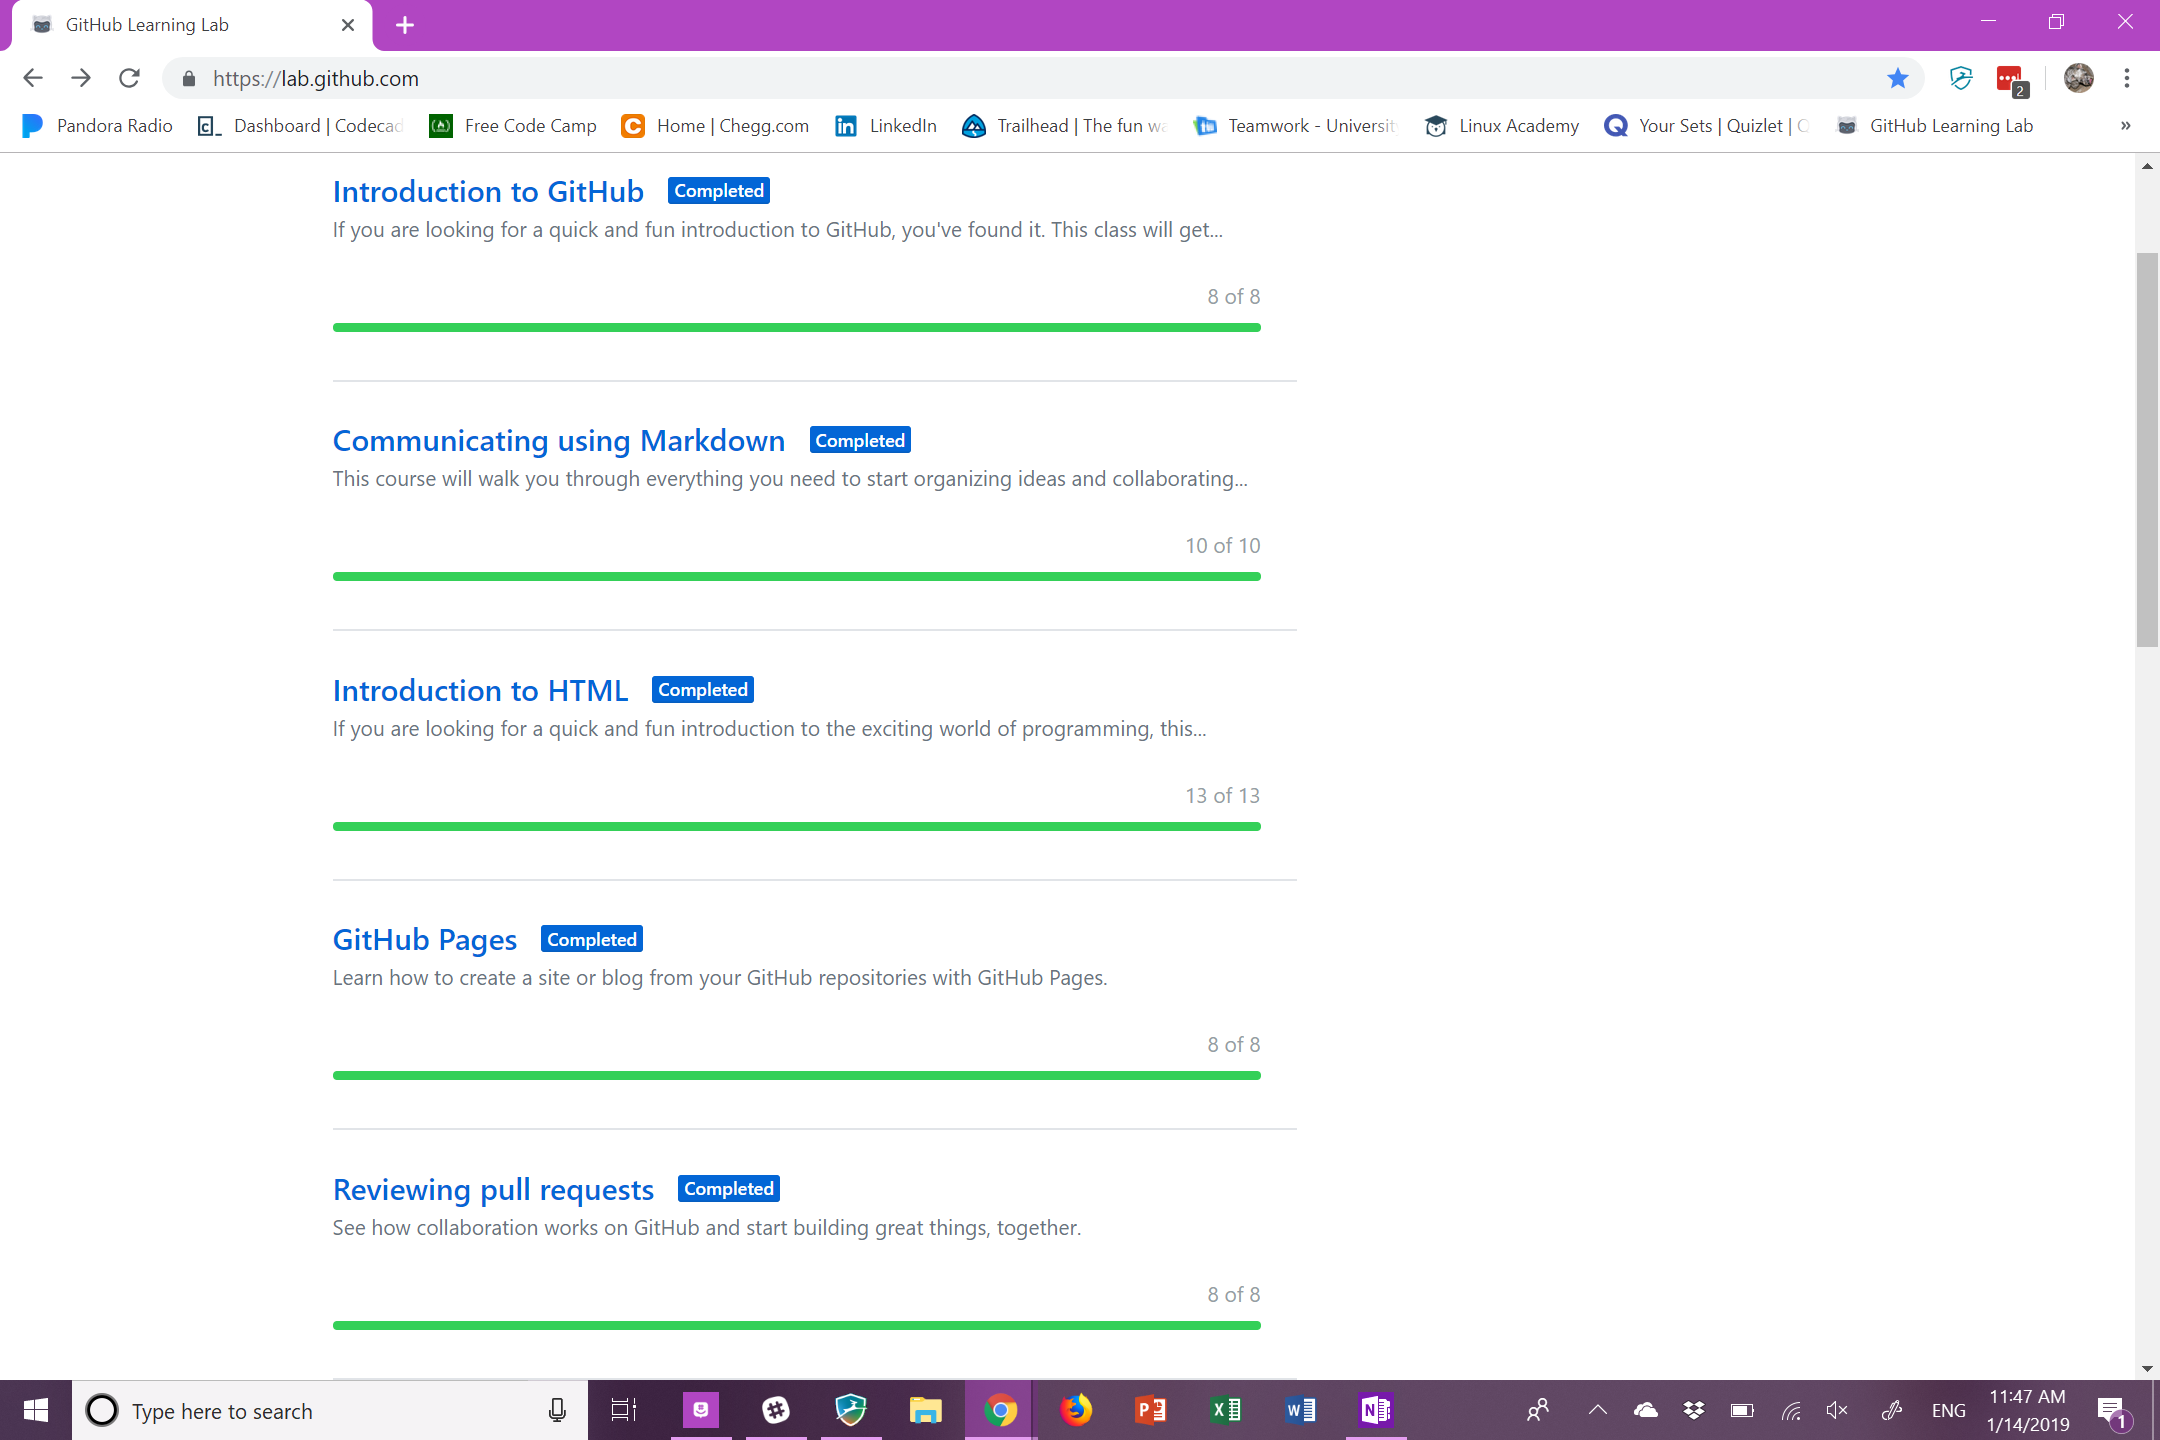 GitHub Learning Lab
https://lab.github.com
2
Pandora Radio
Dashboard | Codecad
Free Code Camp
Home | Chegg.com
LinkedIn
Trailhead | The fun wa
Teamwork - Universit
Linux Academy
Your Sets | Quizlet |
GitHub Learning Lab
»
Introduction to GitHub Completed
If you are looking for a quick and fun introduction to GitHub, you've found it. This class will get...
8 of 8
Communicating using Markdown Completed
This course will walk you through everything you need to start organizing ideas and collaborating...
10 of 10
Introduction to HTML Completed
If you are looking for a quick and fun introduction to the exciting world of programming, this...
13 of 13
GitHub Pages Completed
Learn how to create a site or blog from your GitHub repositories with GitHub Pages.
8 of 8
Reviewing pull requests Completed
See how collaboration works on GitHub and start building great things, together.
8 of 8
Type here to search
ENG
11:47 AM
1/14/2019
1